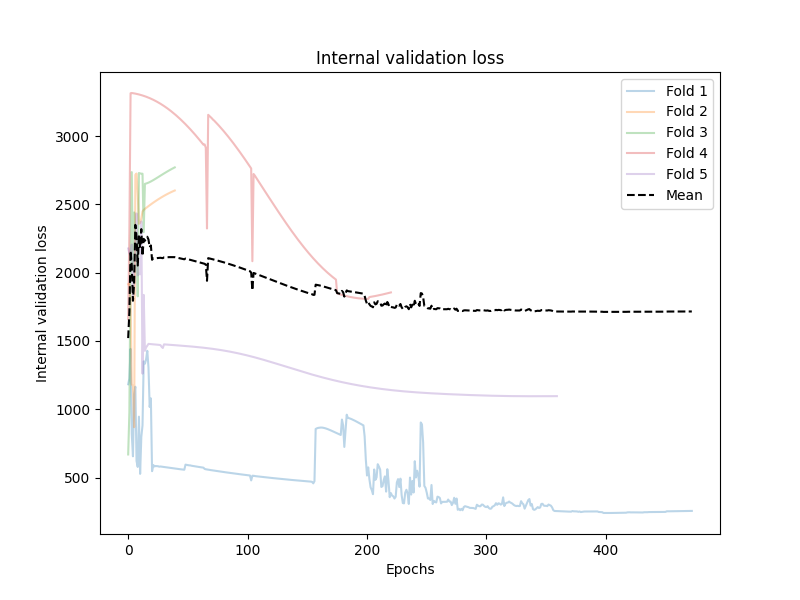 Internal validation loss
Internal validation loss
3000
2500
2000
1500
1000
500
0
100
200
300
400
Epochs
Fold 1
Fold 2
Fold 3
Fold 4
Fold 5
Mean